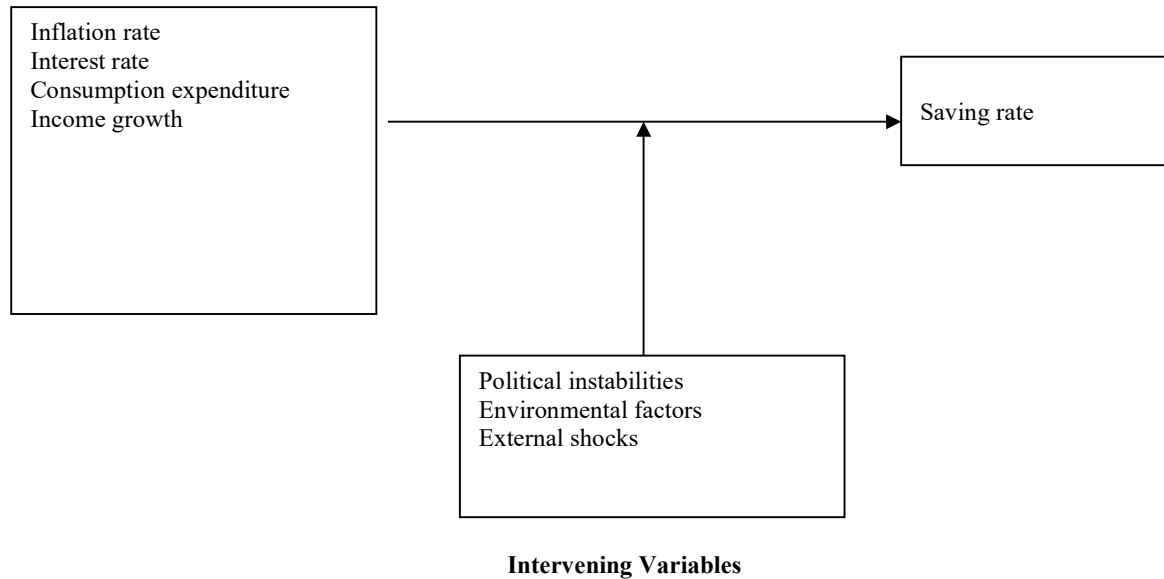 Inflation rate
Interest rate
Consumption expenditure
Income growth
Saving rate
Political instabilities
Environmental factors
External shocks
Intervening Variables